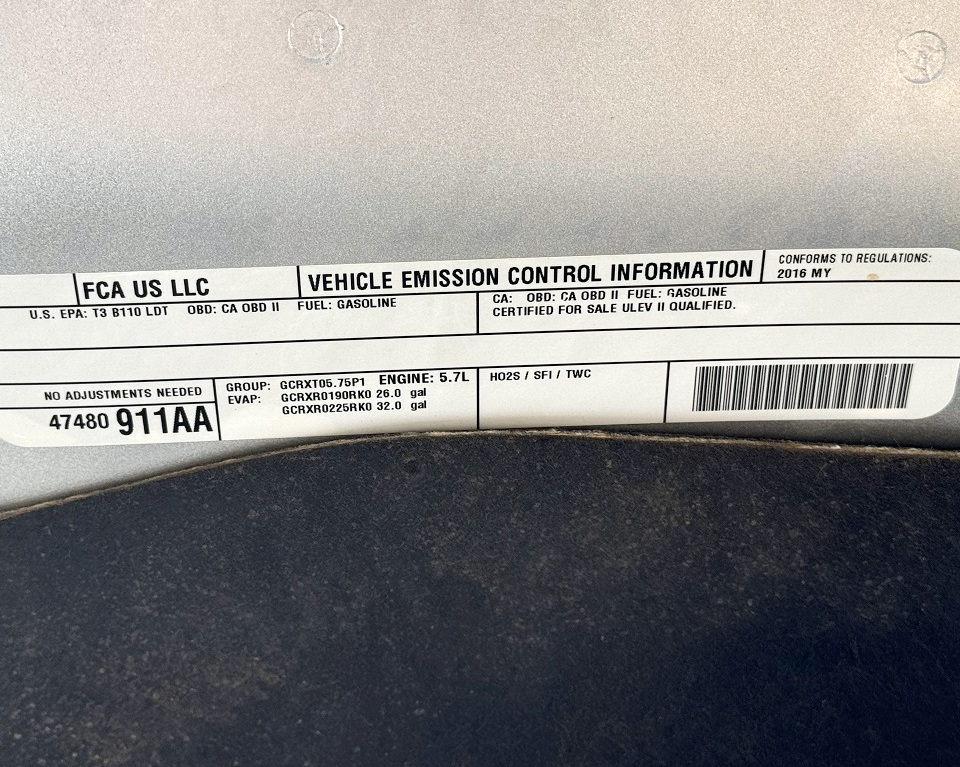 FCA US LLC
VEHICLE EMISSION CONTROL INFORMATION
CONFORMS TO REGULATIONS:
2016 MY
U.S. EPA: T3 B110 LDT OBD: CA OBD II FUEL: GASOLINE
CA: OBD: CA OBD II FUEL: GASOLINE
CERTIFIED FOR SALE ULEV II QUALIFIED.
NO ADJUSTMENTS NEEDED
47480 911AA
GROUP: GCRXT05.75P1 ENGINE: 5.7L
EVAP: GCRXR0190RK0 26.0 gal
GCRXR0225RK0 32.0 gal
HO2S / SFI / TWC